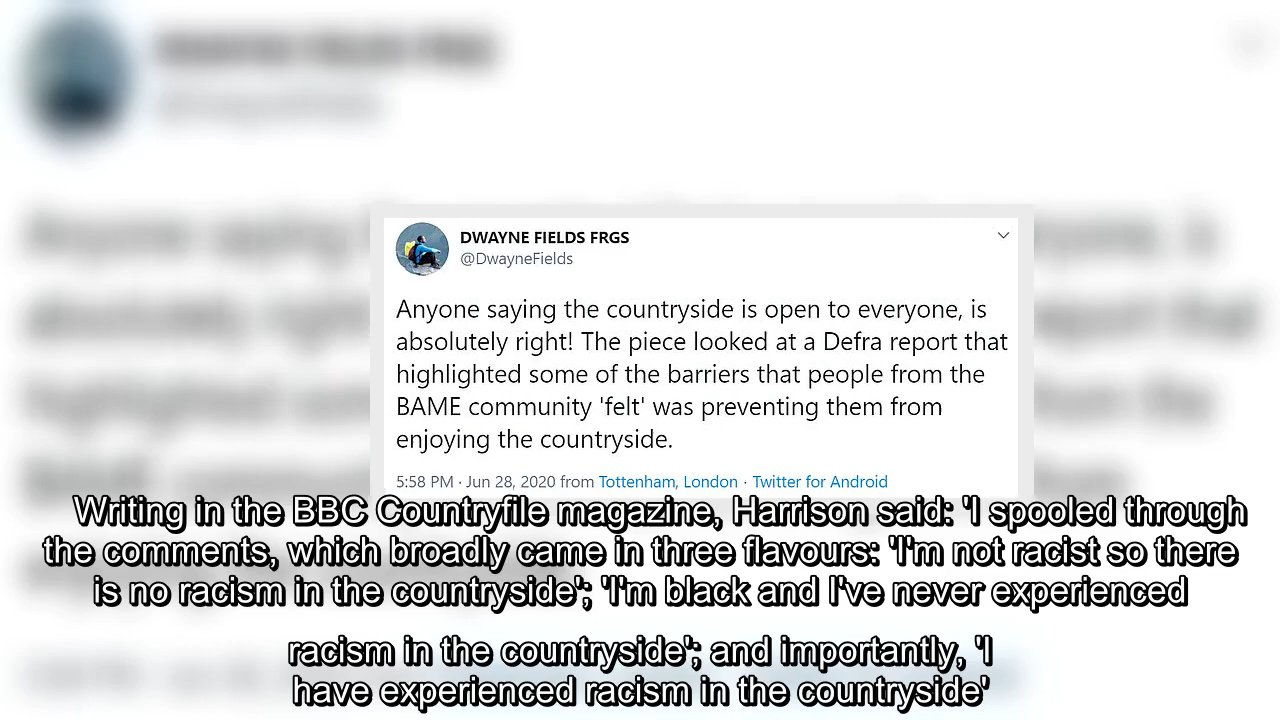 DWAYNE FIELDS FRGS
@DwayneFields
Anyone saying the countryside is open to everyone, is
absolutely right! The piece looked at a Defra report that
highlighted some of the barriers that people from the
BAME community 'felt' was preventing them from
enjoying the countryside.
5:58 PM · Jun 28, 2020 from Tottenham, London · Twitter for Android
Writing in the BBC Countryfile magazine, Harrison said: 'I spooled through
the comments, which broadly came in three flavours: 'I'm not racist so there
is no racism in the countryside'; 'I'm black and I've never experienced
racism in the countryside'; and importantly, 'I
have experienced racism in the countryside'